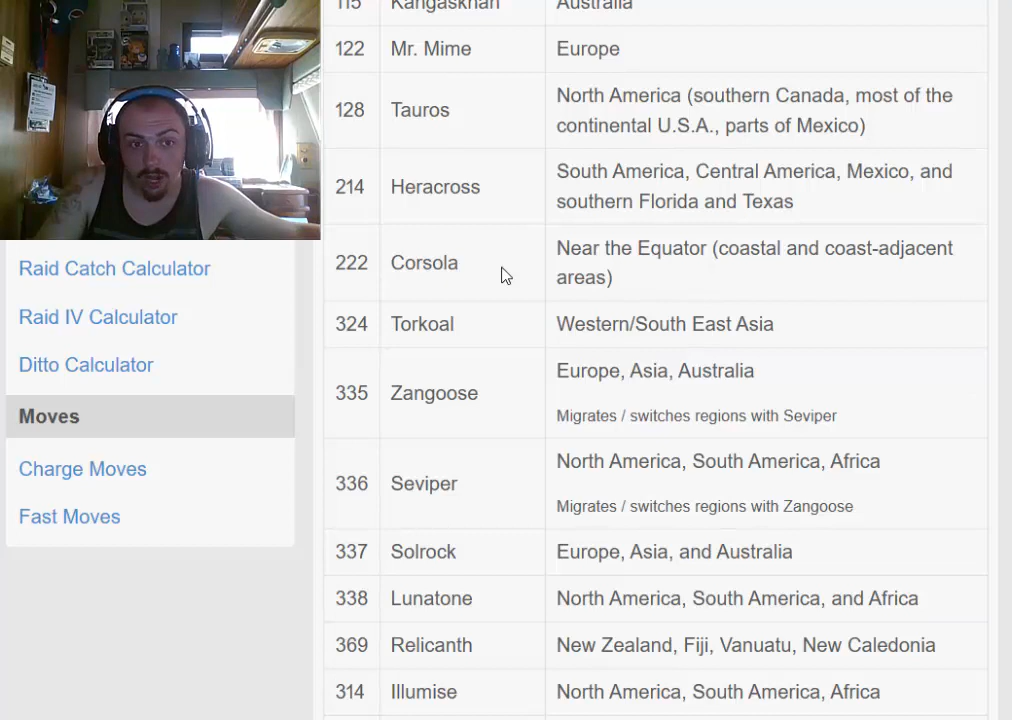 115 Kangaskhan Australia
122 Mr. Mime Europe
128 Tauros North America (southern Canada, most of the
continental U.S.A., parts of Mexico)
214 Heracross South America, Central America, Mexico, and
southern Florida and Texas
222 Corsola Near the Equator (coastal and coast-adjacent
areas)
324 Torkoal Western/South East Asia
335 Zangoose Europe, Asia, Australia
Migrates / switches regions with Seviper
336 Seviper North America, South America, Africa
Migrates / switches regions with Zangoose
337 Solrock Europe, Asia, and Australia
338 Lunatone North America, South America, and Africa
369 Relicanth New Zealand, Fiji, Vanuatu, New Caledonia
314 Illumise North America, South America, Africa
Raid Catch Calculator
Raid IV Calculator
Ditto Calculator
Moves
Charge Moves
Fast Moves